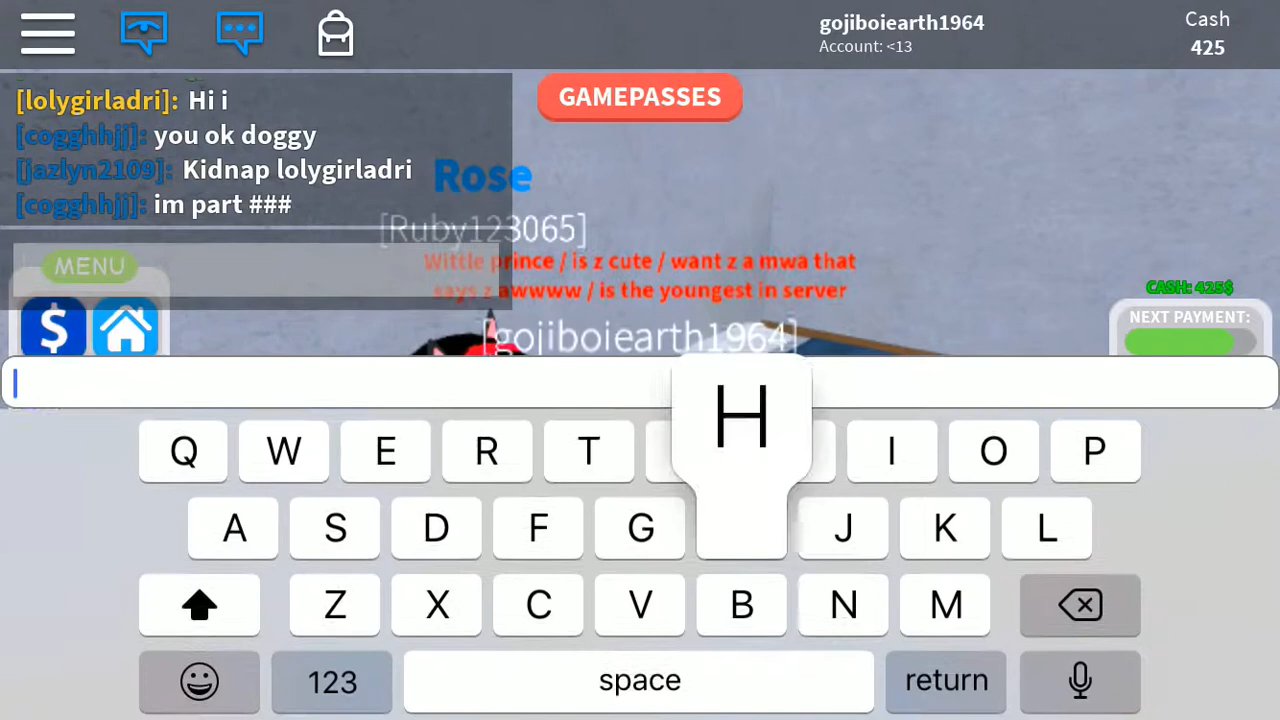 gojiboiearth1964
Account: <13
Cash
425
GAMEPASSES
[lolygirladri]: Hi i
[cogghhjj]: you ok doggy
[jazlyn2109]: Kidnap lolygirladri
[cogghhjj]: im part ###
Rose
[Ruby123065]
Wittle prince / is z cute / want z a mwa that
says z awwww / is the youngest in server
[gojiboiearth1964]
MENU
$
CASH: 425$
NEXT PAYMENT:
H
Q W E R T I O P
A S D F G J K L
Z X C V B N M
123 space return